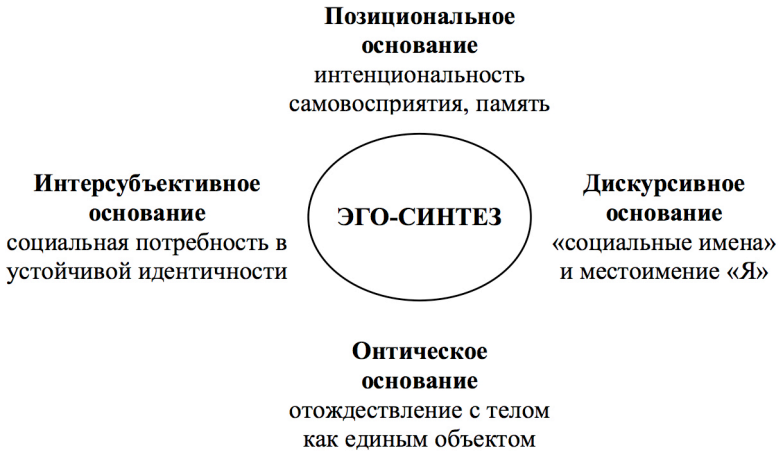 Позициональное
основание
интенциональность
самовосприятия, память
Интерсубъективное
основание
социальная потребность в
устойчивой идентичности
ЭГО-СИНТЕЗ
Дискурсивное
основание
«социальные имена»
и местоимение «Я»
Онтическое
основание
отождествление с телом
как единым объектом